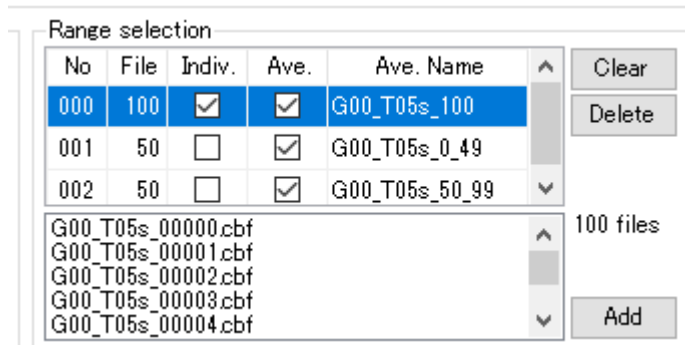 Range selection
No File Indiv. Ave. Ave. Name Clear
000 100 G00_T05s_100 Delete
001 50 G00_T05s_0_49
002 50 G00_T05s_50_99
G00_T05s_00000.cbf 100 files
G00_T05s_00001.cbf
G00_T05s_00002.cbf
G00_T05s_00003.cbf
G00_T05s_00004.cbf Add